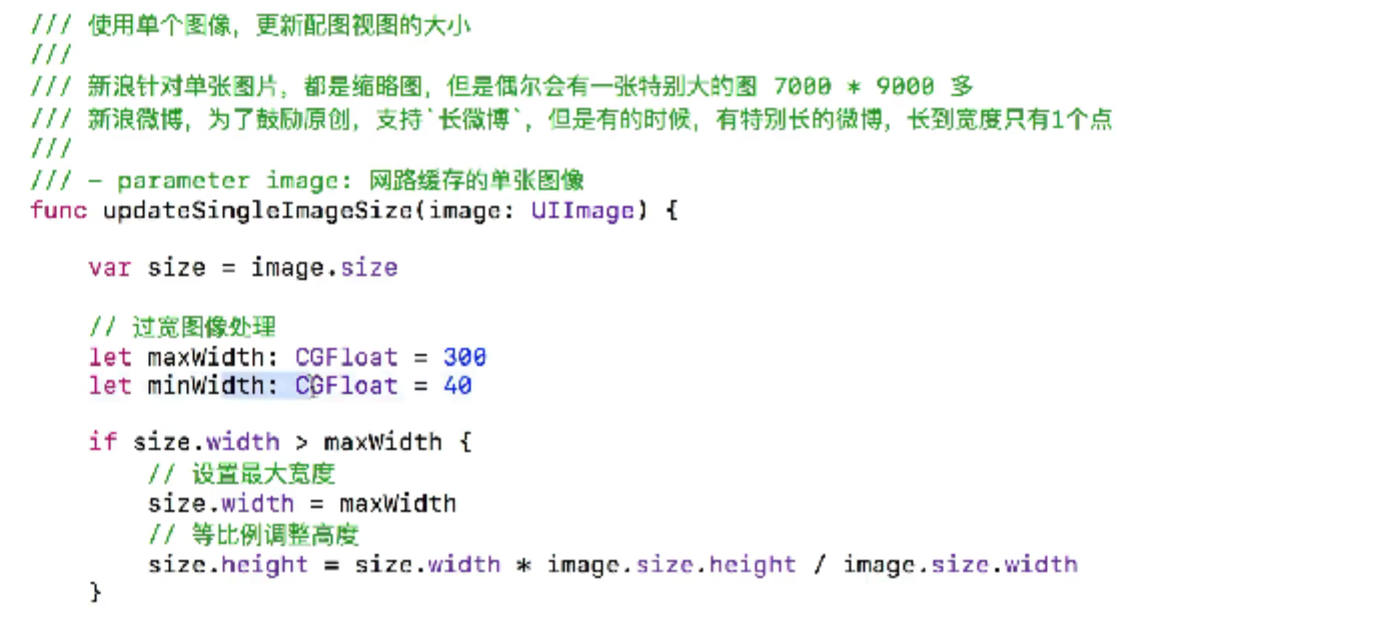 /// 使用单个图像，更新配图视图的大小
///
/// 新浪针对单张图片，都是缩略图，但是偶尔会有一张特别大的图 7000 * 9000 多
/// 新浪微博，为了鼓励原创，支持`长微博`，但是有的时候，有特别长的微博，长到宽度只有1个点
///
/// - parameter image: 网路缓存的单张图像
func updateSingleImageSize(image: UIImage) {
var size = image.size
// 过宽图像处理
let maxWidth: CGFloat = 300
let minWidth: CGFloat = 40
if size.width > maxWidth {
// 设置最大宽度
size.width = maxWidth
// 等比例调整高度
size.height = size.width * image.size.height / image.size.width
}